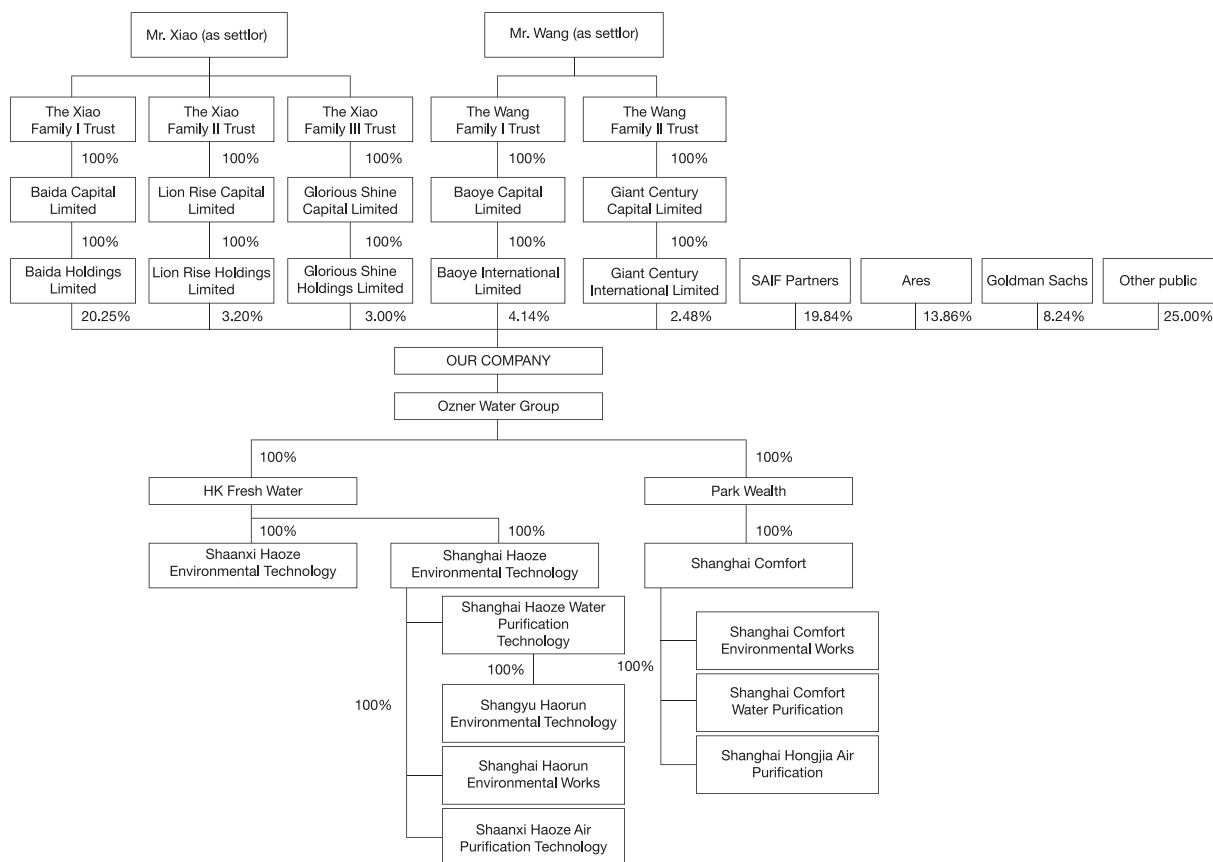 Mr. Xiao (as settlor)
Mr. Wang (as settlor)
The Xiao
Family I Trust
The Xiao
Family II Trust
The Xiao
Family III Trust
The Wang
Family I Trust
The Wang
Family II Trust
100%
100%
100%
100%
100%
Baida Capital
Limited
Lion Rise Capital
Limited
Glorious Shine
Capital Limited
Baoye Capital
Limited
Giant Century
Capital Limited
100%
100%
100%
100%
100%
Baida Holdings
Limited
Lion Rise Holdings
Limited
Glorious Shine
Holdings Limited
Baoye International
Limited
Giant Century
International Limited
SAIF Partners
Ares
Goldman Sachs
Other public
20.25%
3.20%
3.00%
4.14%
2.48%
19.84%
13.86%
8.24%
25.00%
OUR COMPANY
Ozner Water Group
100%
100%
HK Fresh Water
Park Wealth
100%
100%
100%
Shaanxi Haoze
Environmental Technology
Shanghai Haoze
Environmental Technology
Shanghai Comfort
Shanghai Haoze Water
Purification
Technology
Shanghai Comfort
Environmental Works
100%
100%
100%
Shangyu Haorun
Environmental Technology
Shanghai Comfort
Water Purification
Shanghai Haorun
Environmental Works
Shanghai Hongjia Air
Purification
Shaanxi Haoze Air
Purification Technology